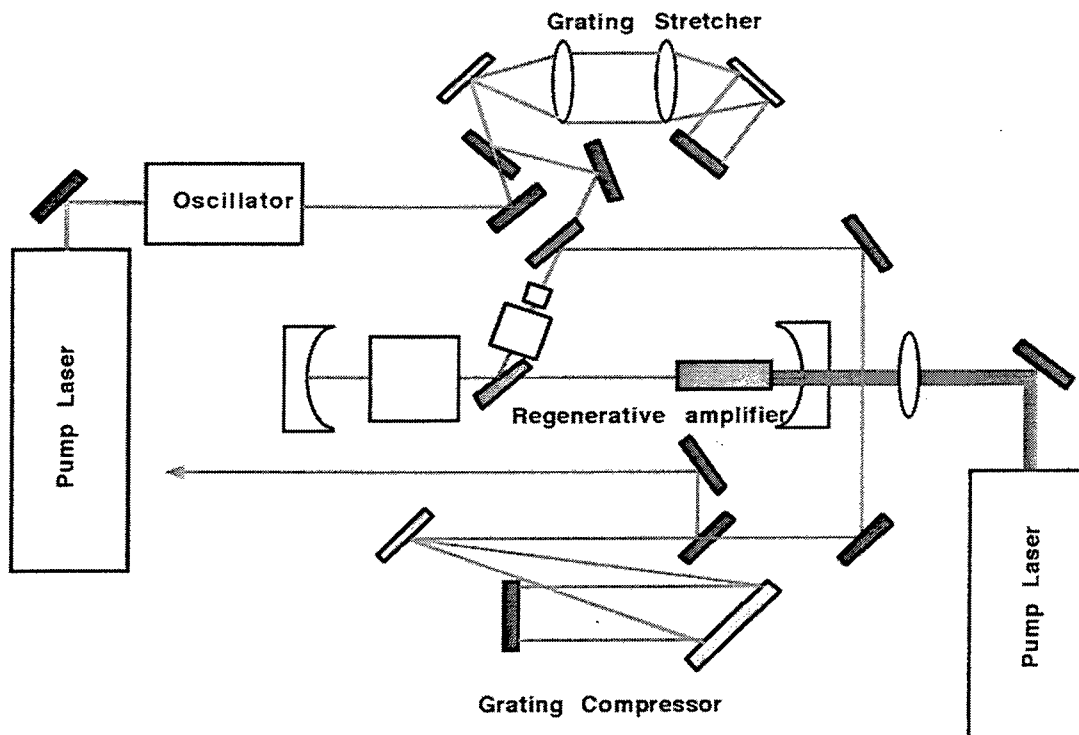 Grating Stretcher
Oscillator
Pump Laser
Regenerative amplifier
Pump Laser
Grating Compressor